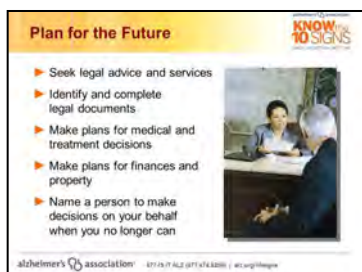 alzheimer's association
KNOW the
10 SIGNS
Plan for the Future
Seek legal advice and services
Identify and complete
legal documents
Make plans for medical and
treatment decisions
Make plans for finances and
property
Name a person to make
decisions on your behalf
when you no longer can
alzheimer's association